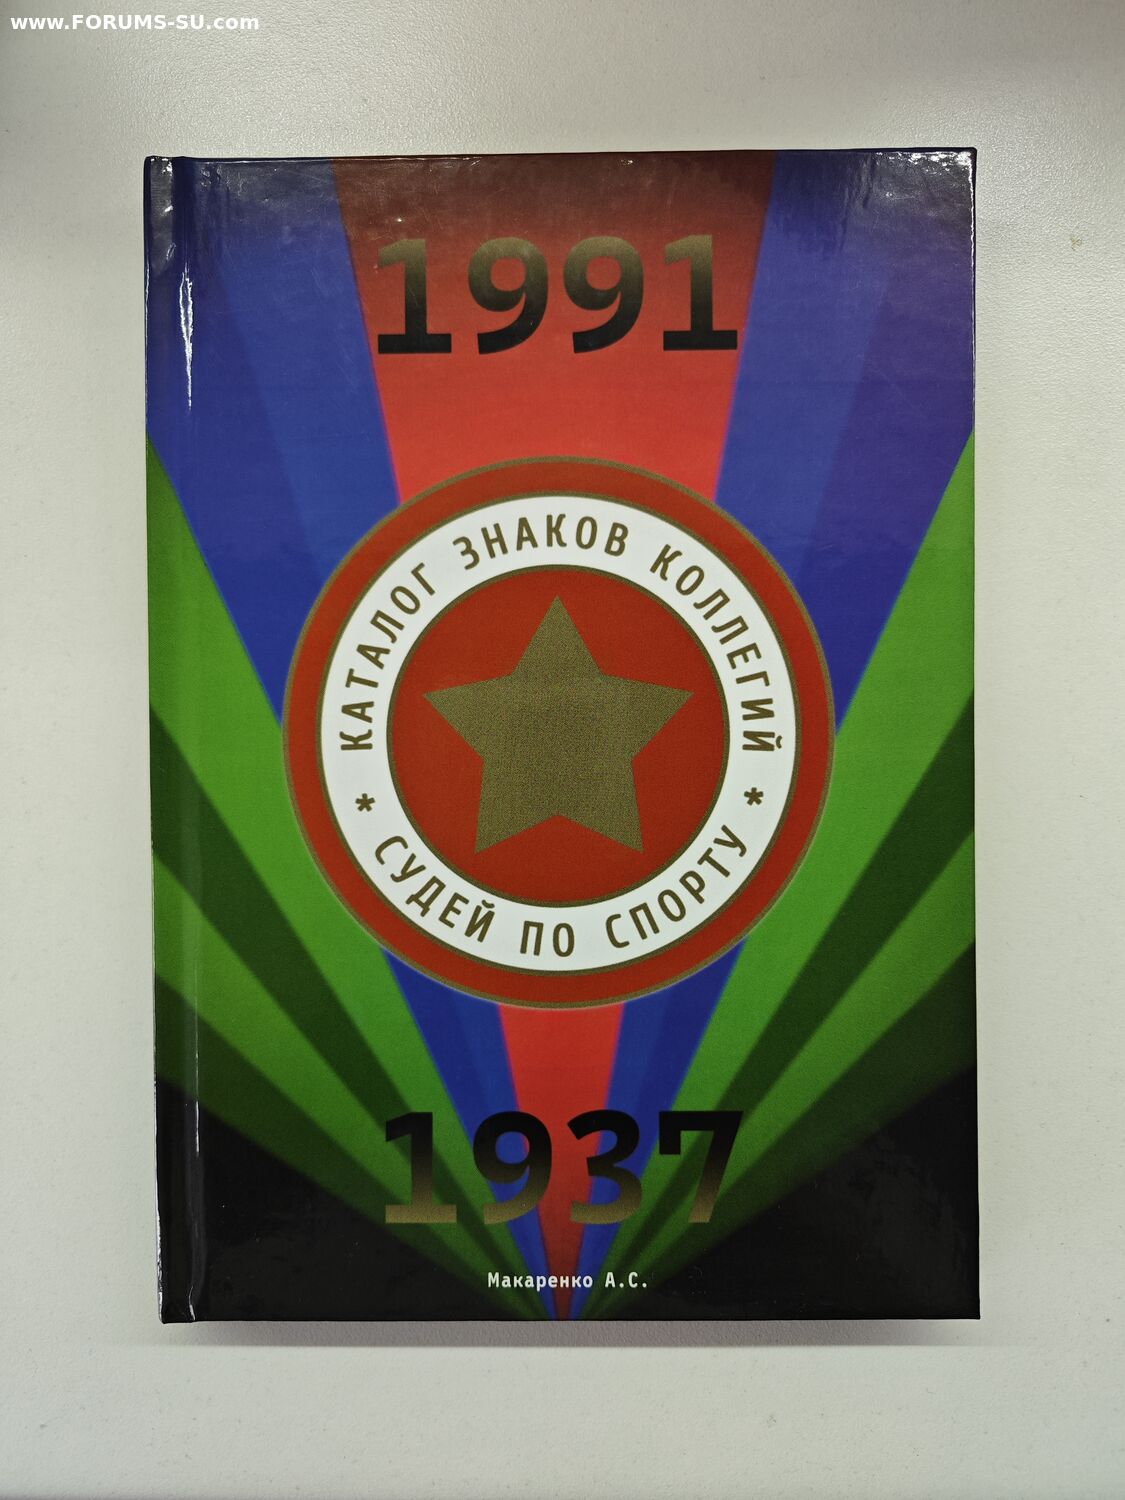 www.FORUMS-SU.com
1991
КАТАЛОГ ЗНАКОВ КОЛЛЕГИЙ
* СУДЕЙ ПО СПОРТУ *
1937
Макаренко А.С.